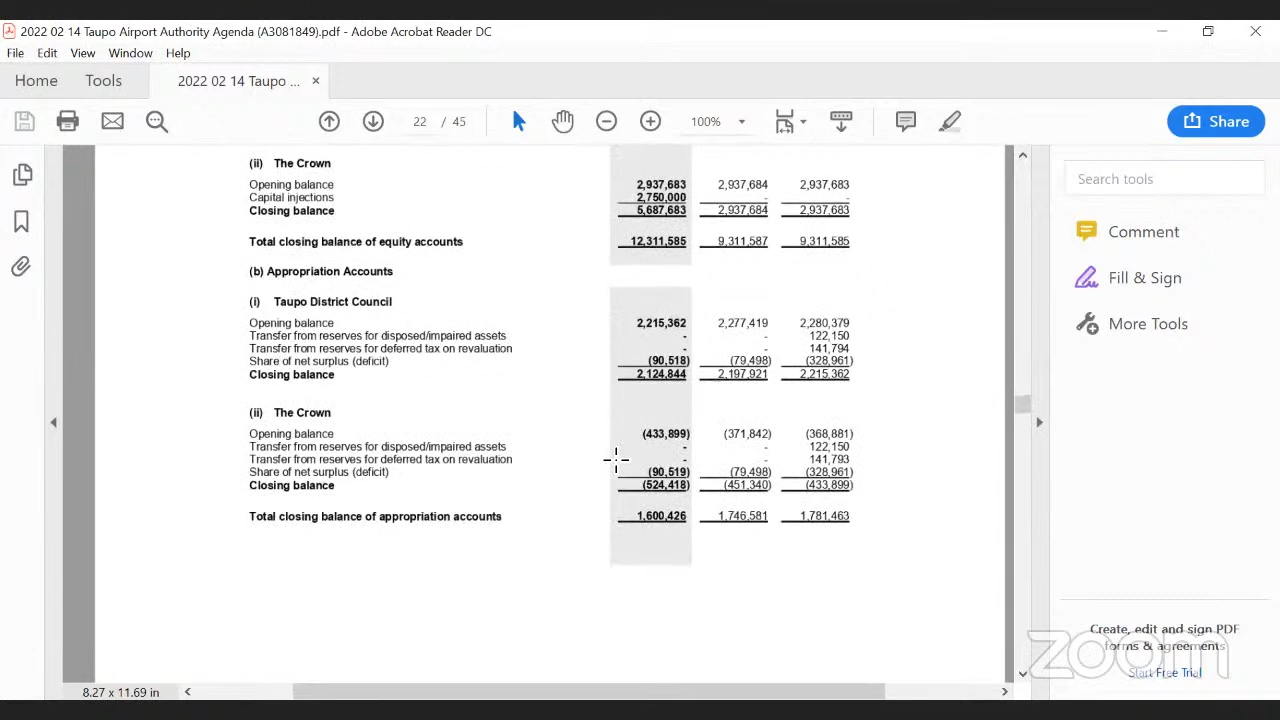 2022 02 14 Taupo Airport Authority Agenda (A3081849).pdf - Adobe Acrobat Reader DC
File Edit View Window Help
Home Tools 2022 02 14 Taupo ... ×
22 / 45 100% Share
(ii) The Crown
Opening balance 2,937,683 2,937,684 2,937,683
Capital injections 2,750,000 - -
Closing balance 5,687,683 2,937,684 2,937,683
Total closing balance of equity accounts 12,311,585 9,311,587 9,311,585
(b) Appropriation Accounts
(i) Taupo District Council
Opening balance 2,215,362 2,277,419 2,280,379
Transfer from reserves for disposed/impaired assets - - 122,150
Transfer from reserves for deferred tax on revaluation - - 141,794
Share of net surplus (deficit) (90,518) (79,498) (328,961)
Closing balance 2,124,844 2,197,921 2,215,362
(ii) The Crown
Opening balance (433,899) (371,842) (368,881)
Transfer from reserves for disposed/impaired assets - - 122,150
Transfer from reserves for deferred tax on revaluation - - 141,793
Share of net surplus (deficit) (90,519) (79,498) (328,961)
Closing balance (524,418) (451,340) (433,899)
Total closing balance of appropriation accounts 1,600,426 1,746,581 1,781,463
8.27 x 11.69 in
Search tools
Comment
Fill & Sign
More Tools
Create, edit and sign PDF
forms & agreements
Start Free Trial
zoom